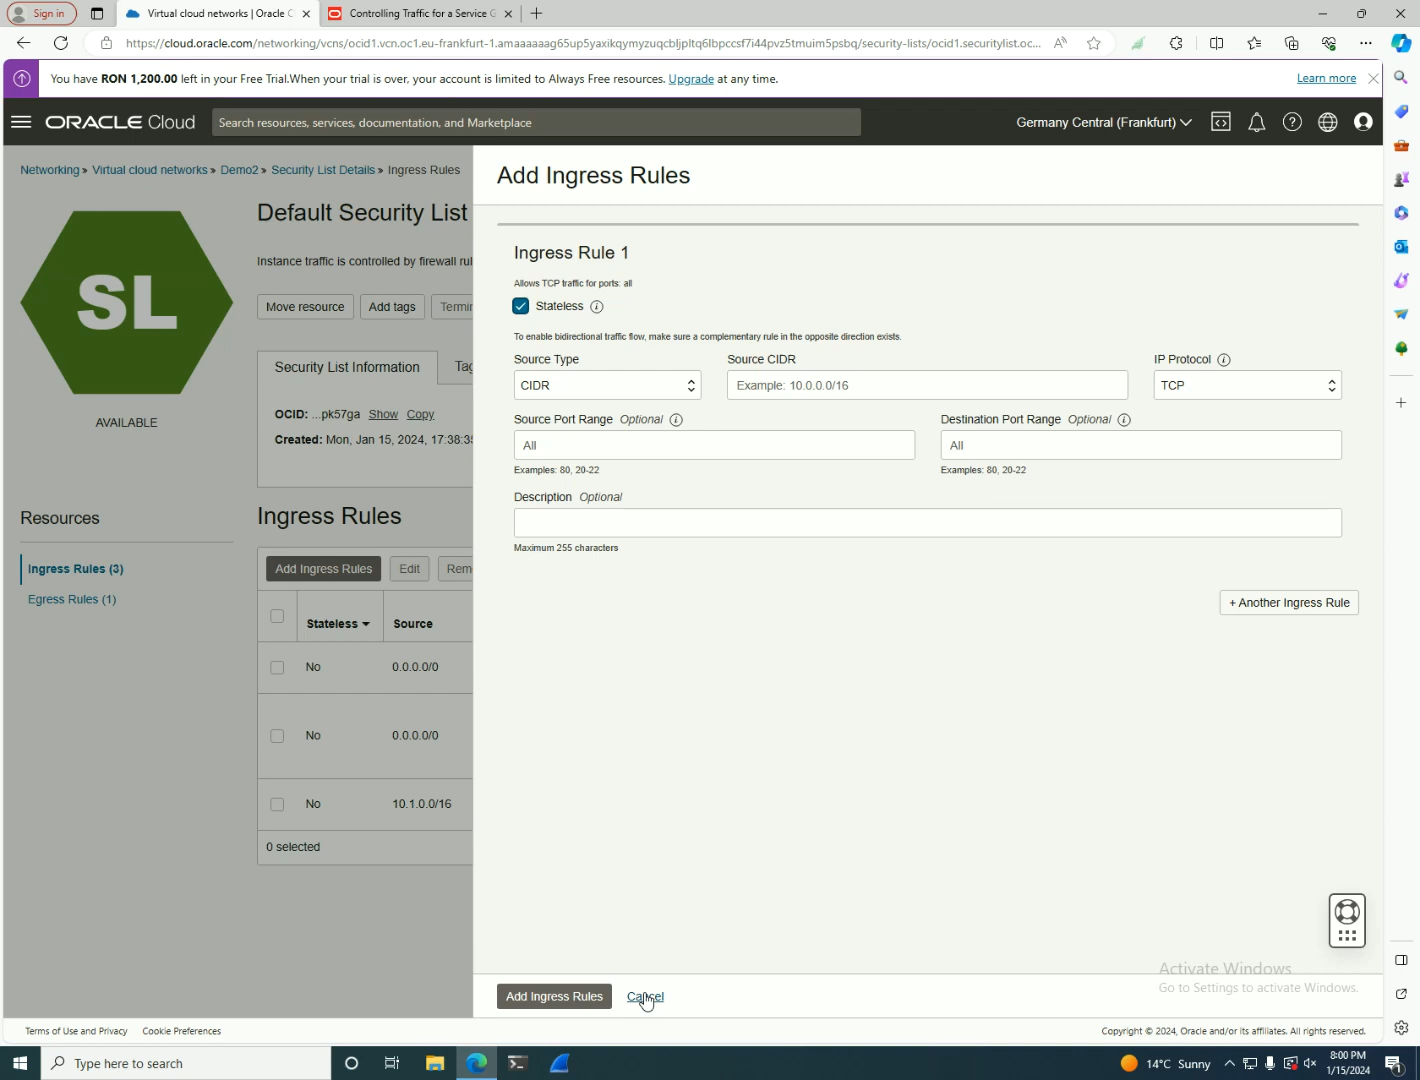 Sign in
Virtual cloud networks | Oracle C
Controlling Traffic for a Service G
https://cloud.oracle.com/networking/vcns/ocid1.vcn.oc1.eu-frankfurt-1.amaaaaaag65up5yaxikqymyzuqcbljpltq6lbpccsf7i44pvz5tmuim5psbq/security-lists/ocid1.securitylist.oc...
You have RON 1,200.00 left in your Free Trial.When your trial is over, your account is limited to Always Free resources. Upgrade at any time.
Learn more
ORACLE Cloud
Search resources, services, documentation, and Marketplace
Germany Central (Frankfurt)
Networking » Virtual cloud networks » Demo2 » Security List Details » Ingress Rules
SL
AVAILABLE
Default Security List
Instance traffic is controlled by firewall rul
Move resource
Add tags
Termin
Security List Information
Tag
OCID: ...pk57ga Show Copy
Created: Mon, Jan 15, 2024, 17:38:3
Resources
Ingress Rules (3)
Egress Rules (1)
Ingress Rules
Add Ingress Rules
Edit
Rem
Stateless
Source
No
0.0.0.0/0
No
0.0.0.0/0
No
10.1.0.0/16
0 selected
Add Ingress Rules
Ingress Rule 1
Allows TCP traffic for ports: all
Stateless
To enable bidirectional traffic flow, make sure a complementary rule in the opposite direction exists.
Source Type
Source CIDR
IP Protocol
CIDR
Example: 10.0.0.0/16
TCP
Source Port Range Optional
Destination Port Range Optional
All
All
Examples: 80, 20-22
Examples: 80, 20-22
Description Optional
Maximum 255 characters
+ Another Ingress Rule
Add Ingress Rules
Cancel
Activate Windows
Go to Settings to activate Windows.
Terms of Use and Privacy
Cookie Preferences
Copyright © 2024, Oracle and/or its affiliates. All rights reserved.
Type here to search
14°C Sunny
8:00 PM
1/15/2024
1